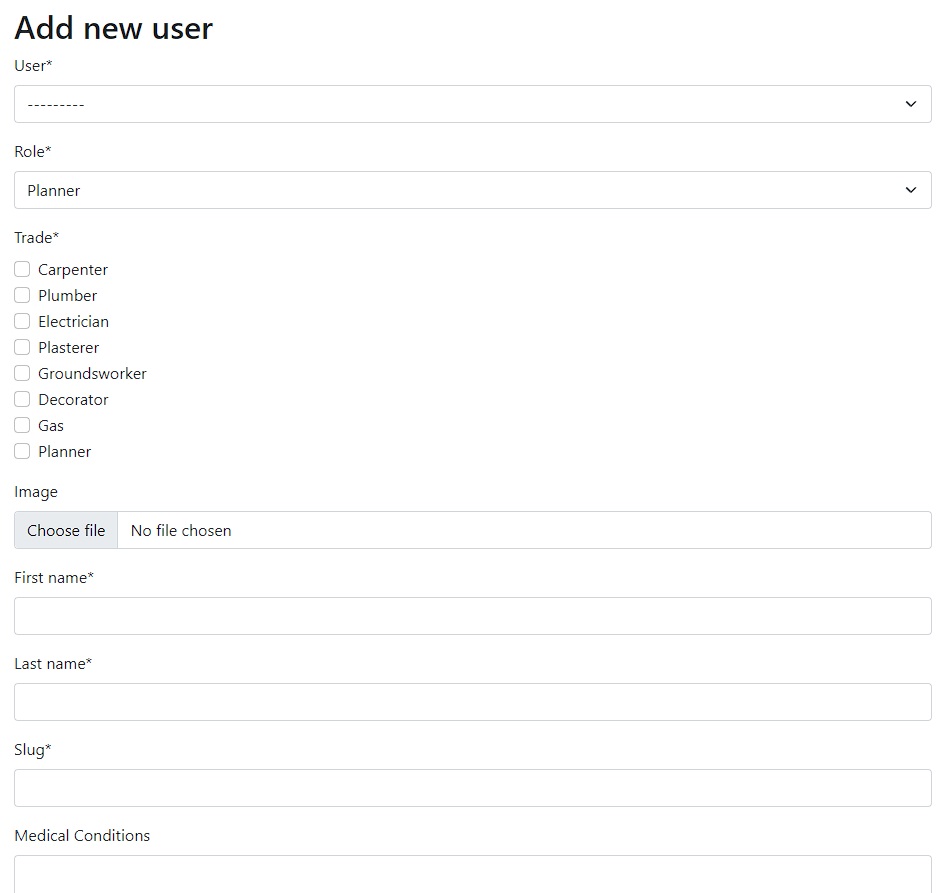 Add new user
User*
---------
Role*
Planner
Trade*
Carpenter
Plumber
Electrician
Plasterer
Groundsworker
Decorator
Gas
Planner
Image
Choose file No file chosen
First name*
Last name*
Slug*
Medical Conditions